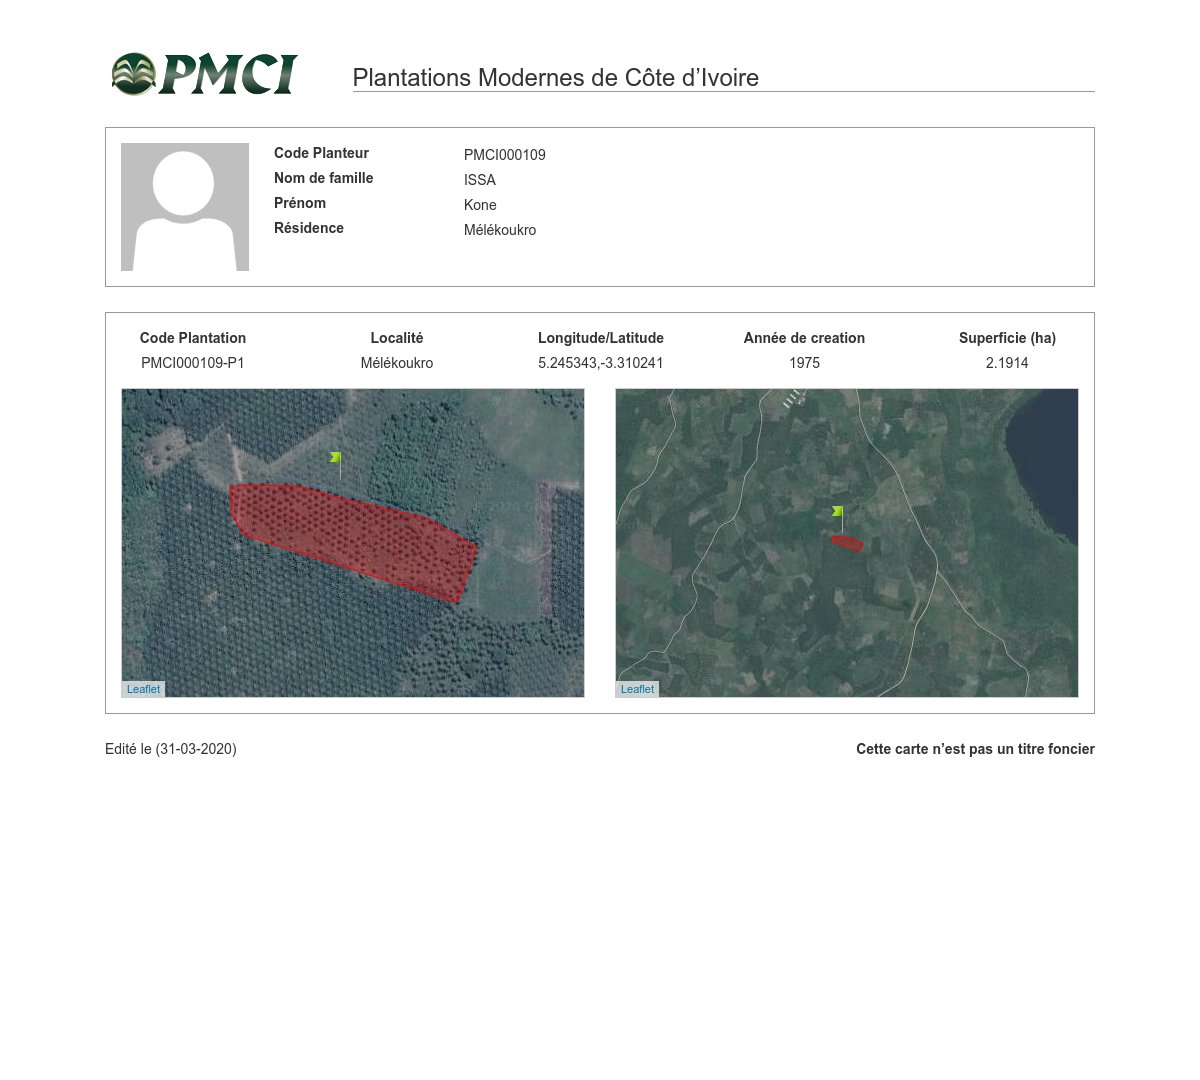 PMCI
Plantations Modernes de Côte d’Ivoire
Code Planteur PMCI000109
Nom de famille ISSA
Prénom Kone
Résidence Mélékoukro
Code Plantation Localité Longitude/Latitude Année de creation Superficie (ha)
PMCI000109-P1 Mélékoukro 5.245343,-3.310241 1975 2.1914
Leaflet Leaflet
Edité le (31-03-2020) Cette carte n’est pas un titre foncier